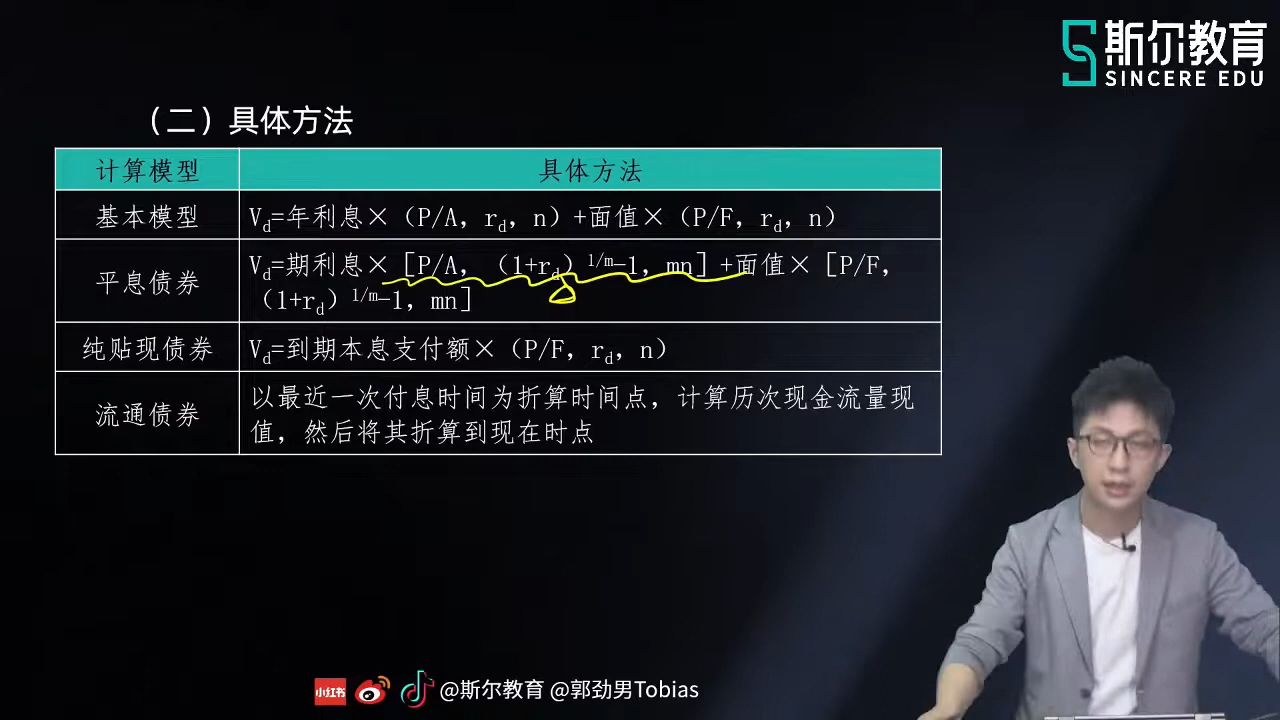 斯尔教育
SINCERE EDU
（二）具体方法
计算模型 具体方法
基本模型 Vd=年利息×（P/A，rd，n）+面值×（P/F，rd，n）
平息债券 Vd=期利息×［P/A，（1+rd）1/m−1，mn］+面值×［P/F，
（1+rd）1/m−1，mn］
纯贴现债券 Vd=到期本息支付额×（P/F，rd，n）
流通债券 以最近一次付息时间为折算时间点，计算历次现金流量现
值，然后将其折算到现在时点
小红书 @斯尔教育 @郭劲男Tobias